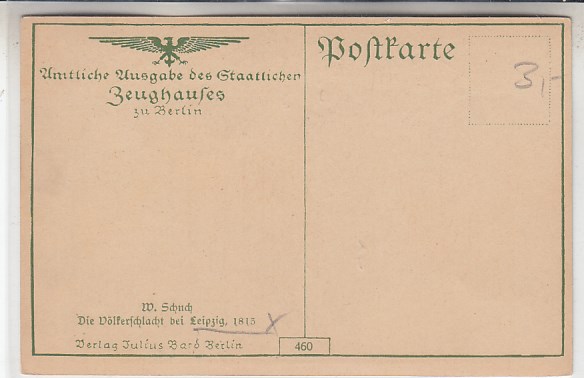 Amtliche Ausgabe des Staatlichen
Zeughauses
zu Berlin
Postkarte
3,-
W. Schuch
Die Völkerschlacht bei Leipzig, 1813 X
Verlag Julius Bard Berlin
460